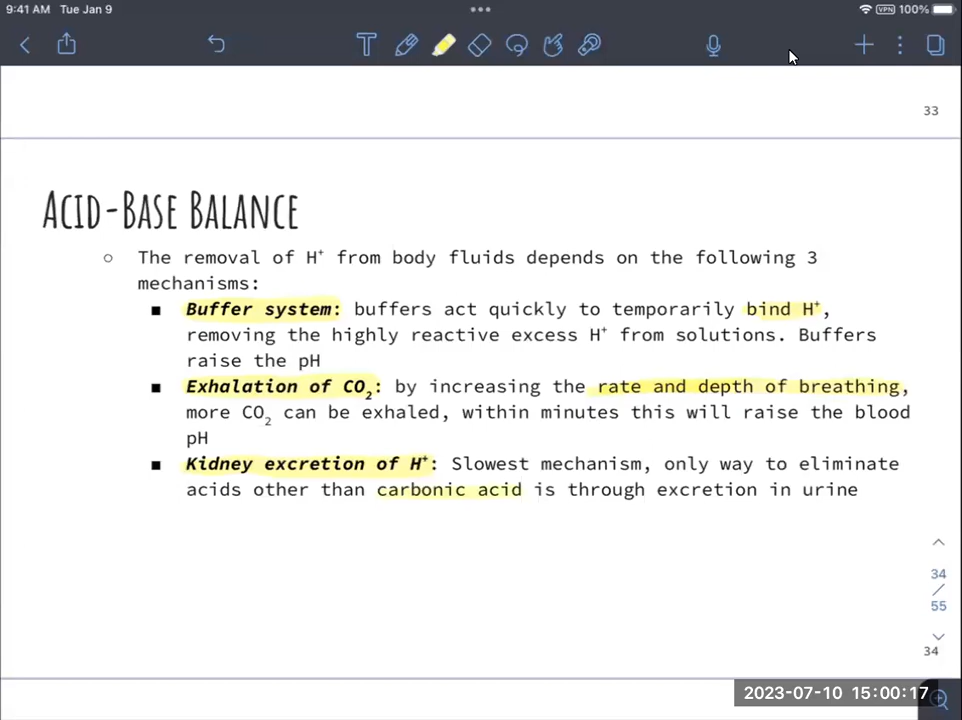 9:41 AM Tue Jan 9
VPN 100%
33
ACID-BASE BALANCE
○ The removal of H⁺ from body fluids depends on the following 3
mechanisms:
■ Buffer system: buffers act quickly to temporarily bind H⁺,
removing the highly reactive excess H⁺ from solutions. Buffers
raise the pH
■ Exhalation of CO₂: by increasing the rate and depth of breathing,
more CO₂ can be exhaled, within minutes this will raise the blood
pH
■ Kidney excretion of H⁺: Slowest mechanism, only way to eliminate
acids other than carbonic acid is through excretion in urine
34
/
55
34
2023-07-10 15:00:17